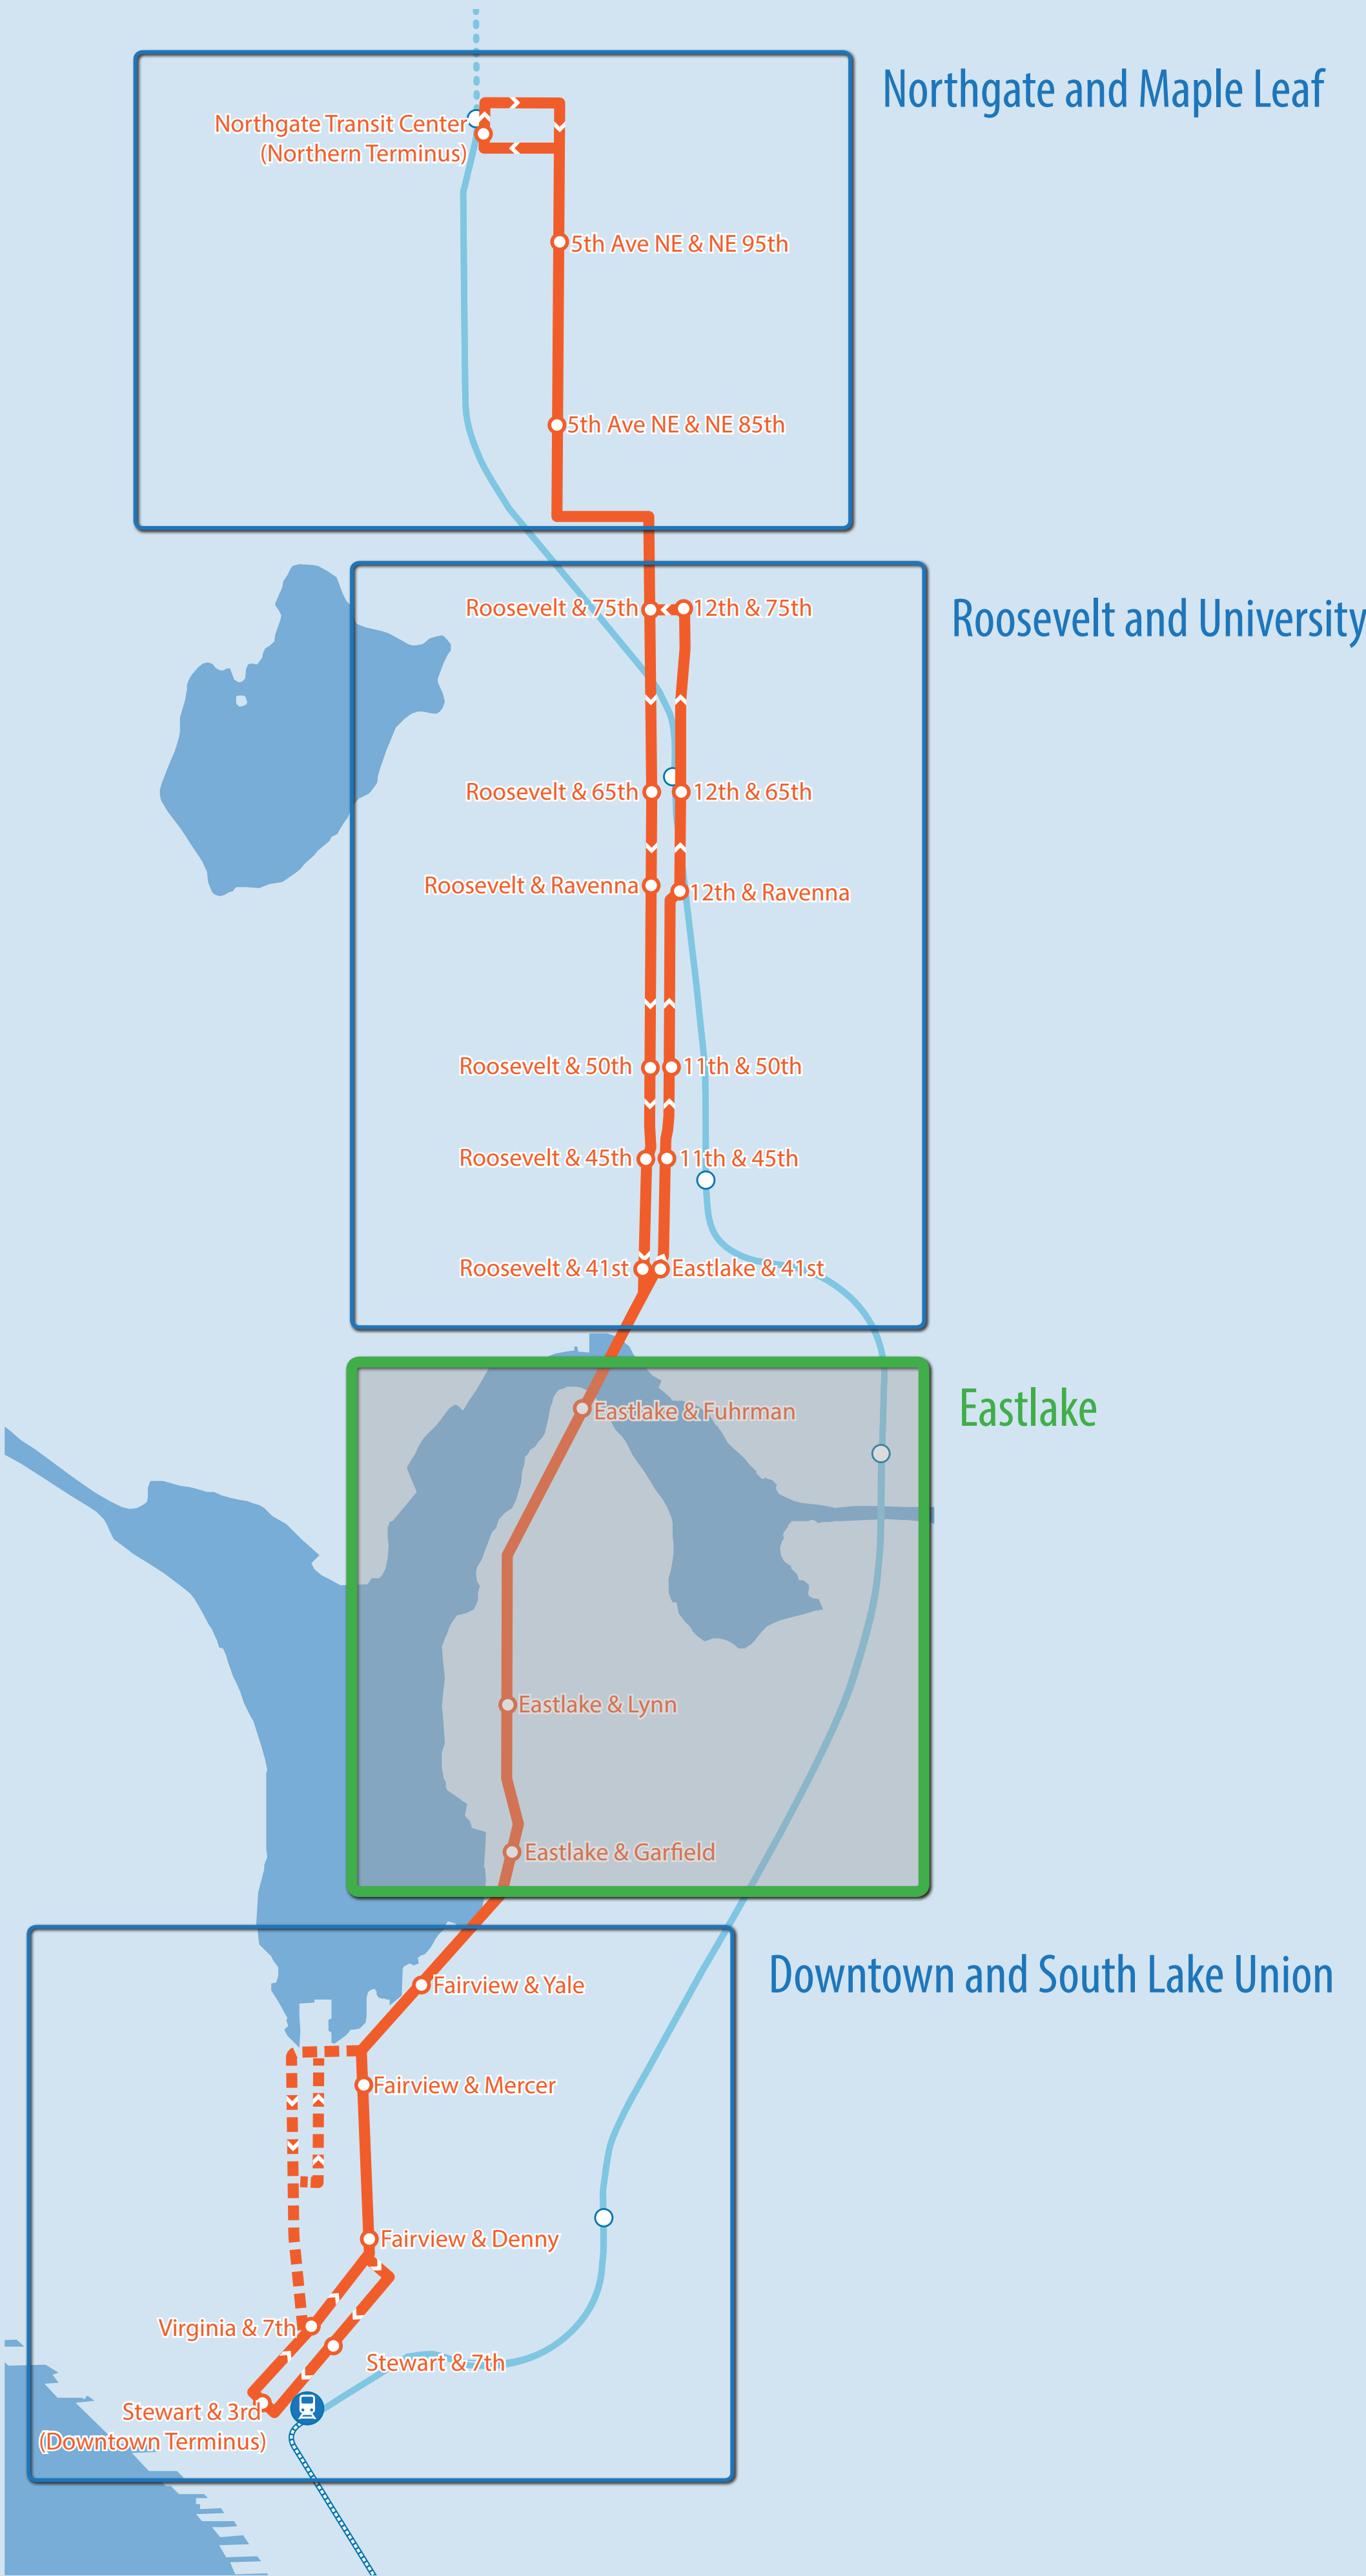 Northgate and Maple Leaf
Northgate Transit Center
(Northern Terminus)
5th Ave NE & NE 95th
5th Ave NE & NE 85th
Roosevelt and University
Roosevelt & 75th
12th & 75th
Roosevelt & 65th
12th & 65th
Roosevelt & Ravenna
12th & Ravenna
Roosevelt & 50th
11th & 50th
Roosevelt & 45th
11th & 45th
Roosevelt & 41st
Eastlake & 41st
Eastlake
Eastlake & Fuhrman
Eastlake & Lynn
Eastlake & Garfield
Downtown and South Lake Union
Fairview & Yale
Fairview & Mercer
Fairview & Denny
Virginia & 7th
Stewart & 7th
Stewart & 3rd
(Downtown Terminus)